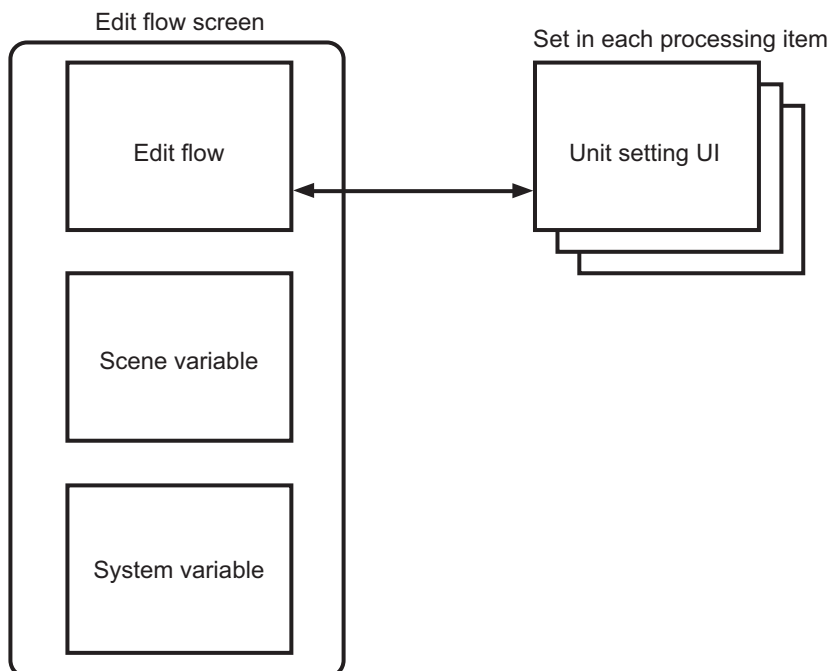 Edit flow screen
Set in each processing item
Edit flow
Unit setting UI
Scene variable
System variable